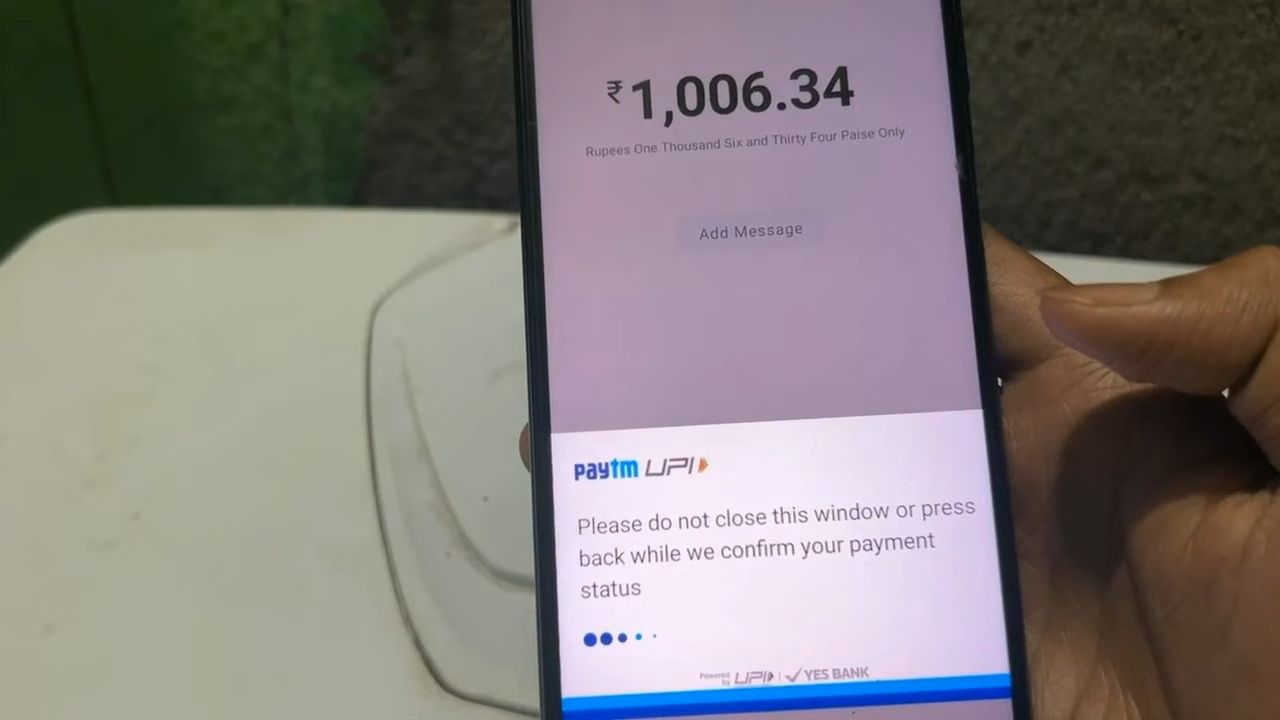 ₹1,006.34
Rupees One Thousand Six and Thirty Four Paise Only
Add Message
paytm UPI
Please do not close this window or press
back while we confirm your payment
status
Powered by UPI | YES BANK